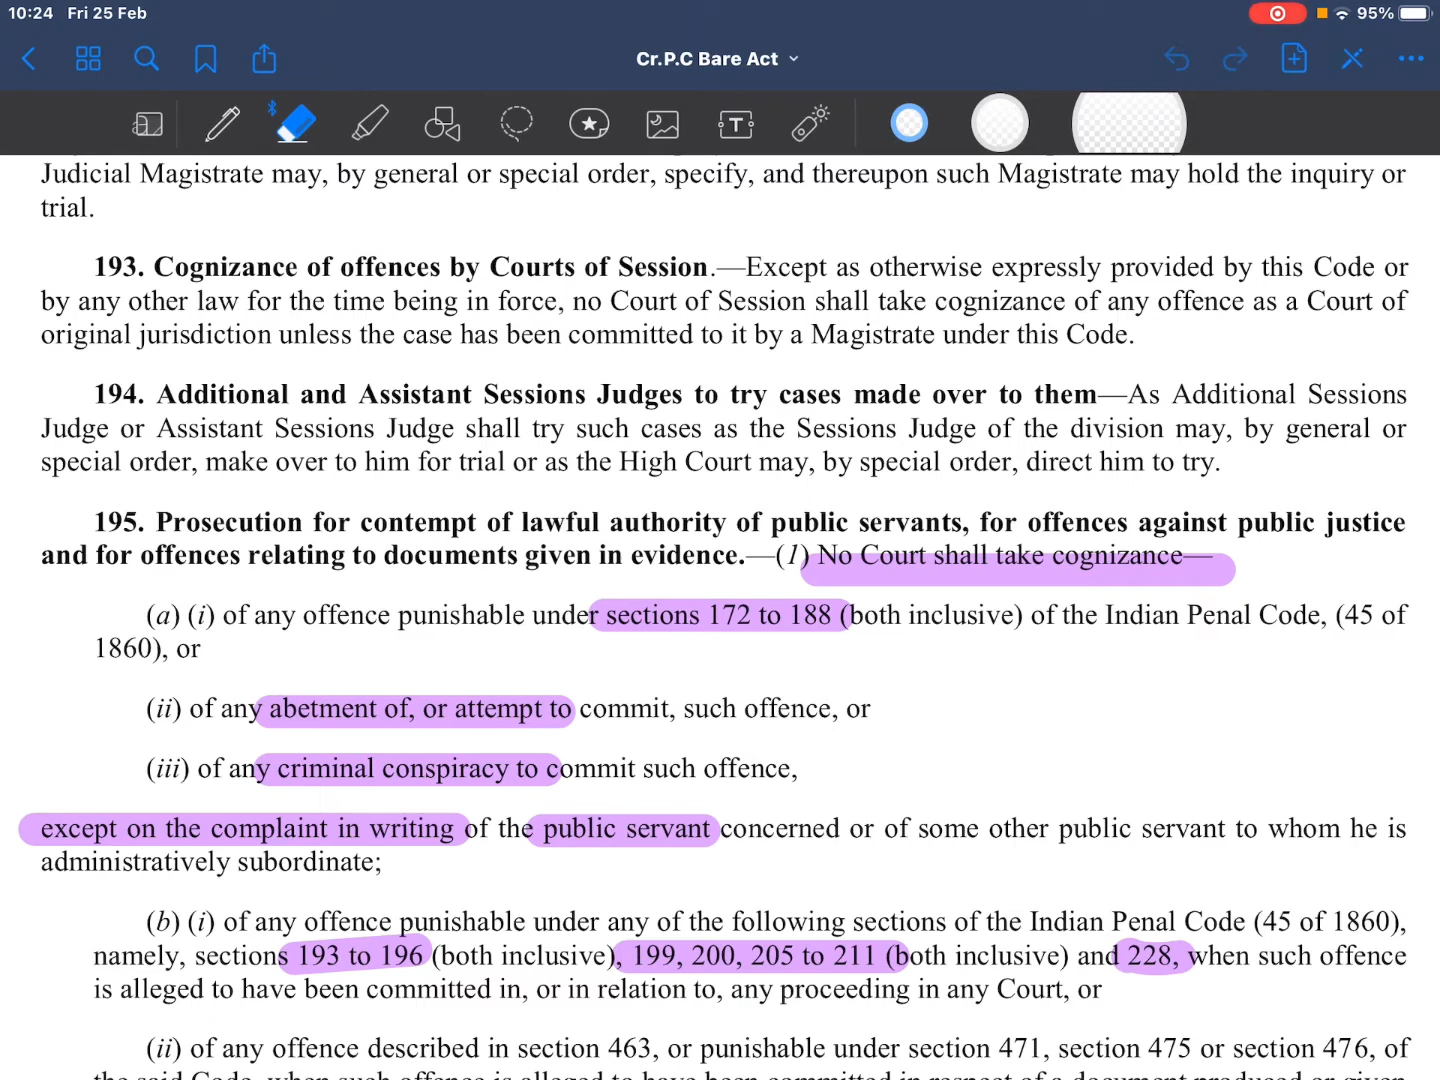 10:24 Fri 25 Feb
95%
Cr.P.C Bare Act
T
Judicial Magistrate may, by general or special order, specify, and thereupon such Magistrate may hold the inquiry or
trial.
193. Cognizance of offences by Courts of Session.—Except as otherwise expressly provided by this Code or
by any other law for the time being in force, no Court of Session shall take cognizance of any offence as a Court of
original jurisdiction unless the case has been committed to it by a Magistrate under this Code.
194. Additional and Assistant Sessions Judges to try cases made over to them—As Additional Sessions
Judge or Assistant Sessions Judge shall try such cases as the Sessions Judge of the division may, by general or
special order, make over to him for trial or as the High Court may, by special order, direct him to try.
195. Prosecution for contempt of lawful authority of public servants, for offences against public justice
and for offences relating to documents given in evidence.—(1) No Court shall take cognizance—
(a) (i) of any offence punishable under sections 172 to 188 (both inclusive) of the Indian Penal Code, (45 of
1860), or
(ii) of any abetment of, or attempt to commit, such offence, or
(iii) of any criminal conspiracy to commit such offence,
except on the complaint in writing of the public servant concerned or of some other public servant to whom he is
administratively subordinate;
(b) (i) of any offence punishable under any of the following sections of the Indian Penal Code (45 of 1860),
namely, sections 193 to 196 (both inclusive), 199, 200, 205 to 211 (both inclusive) and 228, when such offence
is alleged to have been committed in, or in relation to, any proceeding in any Court, or
(ii) of any offence described in section 463, or punishable under section 471, section 475 or section 476, of